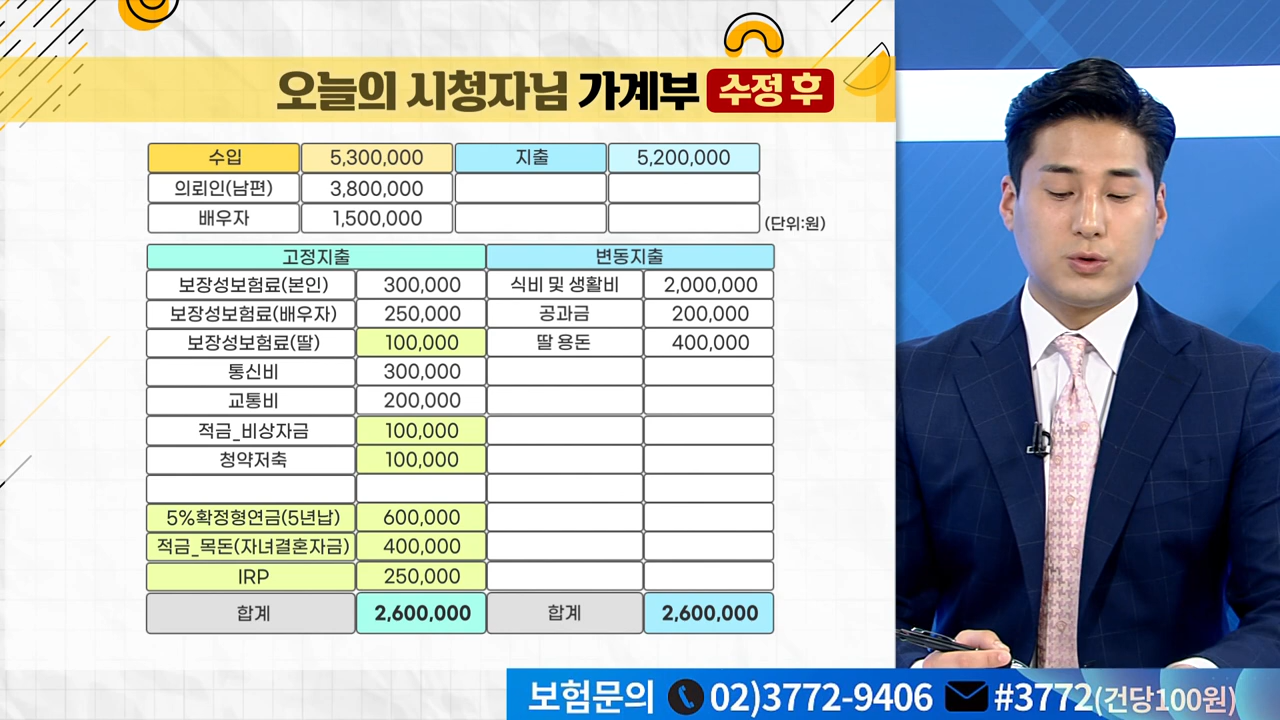 오늘의 시청자님 가계부 수정 후
수입 5,300,000 지출 5,200,000
의뢰인(남편) 3,800,000
배우자 1,500,000
(단위:원)
고정지출 변동지출
보장성보험료(본인) 300,000 식비 및 생활비 2,000,000
보장성보험료(배우자) 250,000 공과금 200,000
보장성보험료(딸) 100,000 딸 용돈 400,000
통신비 300,000
교통비 200,000
적금_비상자금 100,000
청약저축 100,000
5%확정형연금(5년납) 600,000
적금_목돈(자녀결혼자금) 400,000
IRP 250,000
합계 2,600,000 합계 2,600,000
보험문의 02)3772-9406 #3772(건당100원)